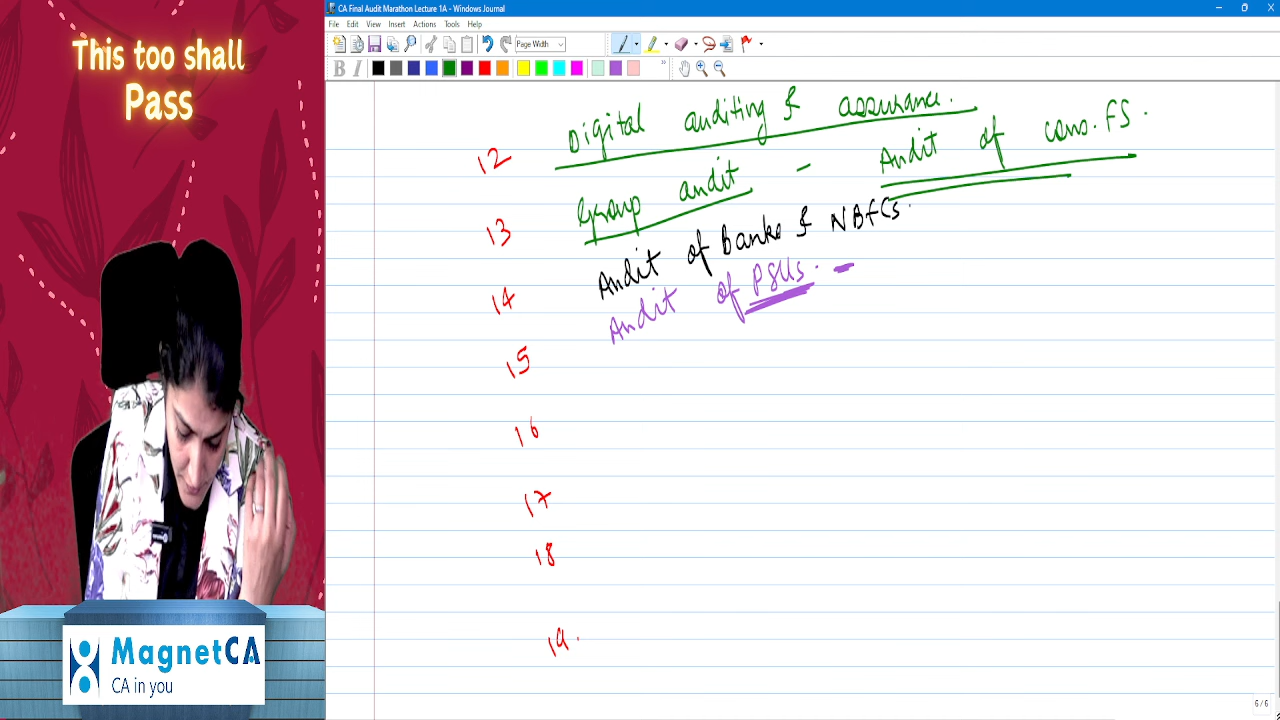 This too shall
Pass
CA Final Audit Marathon Lecture 1A - Windows Journal
File Edit View Insert Actions Tools Help
Page Width
B I
12 Digital auditing & assurance.
13 Group audit - Audit of cons. FS.
14 Audit of Banks & NBFCs.
15 Audit of PSUs. -
16
17
18
19.
MagnetCA
CA in you
6 / 6